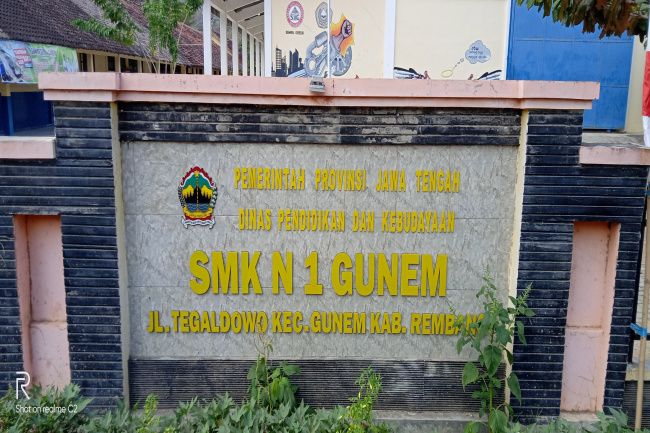 PEMERINTAH PROVINSI JAWA TENGAH
DINAS PENDIDIKAN DAN KEBUDAYAAN
SMK N 1 GUNEM
JL.TEGALDOWO KEC.GUNEM KAB. REMBANG
R
Shot on realme C2